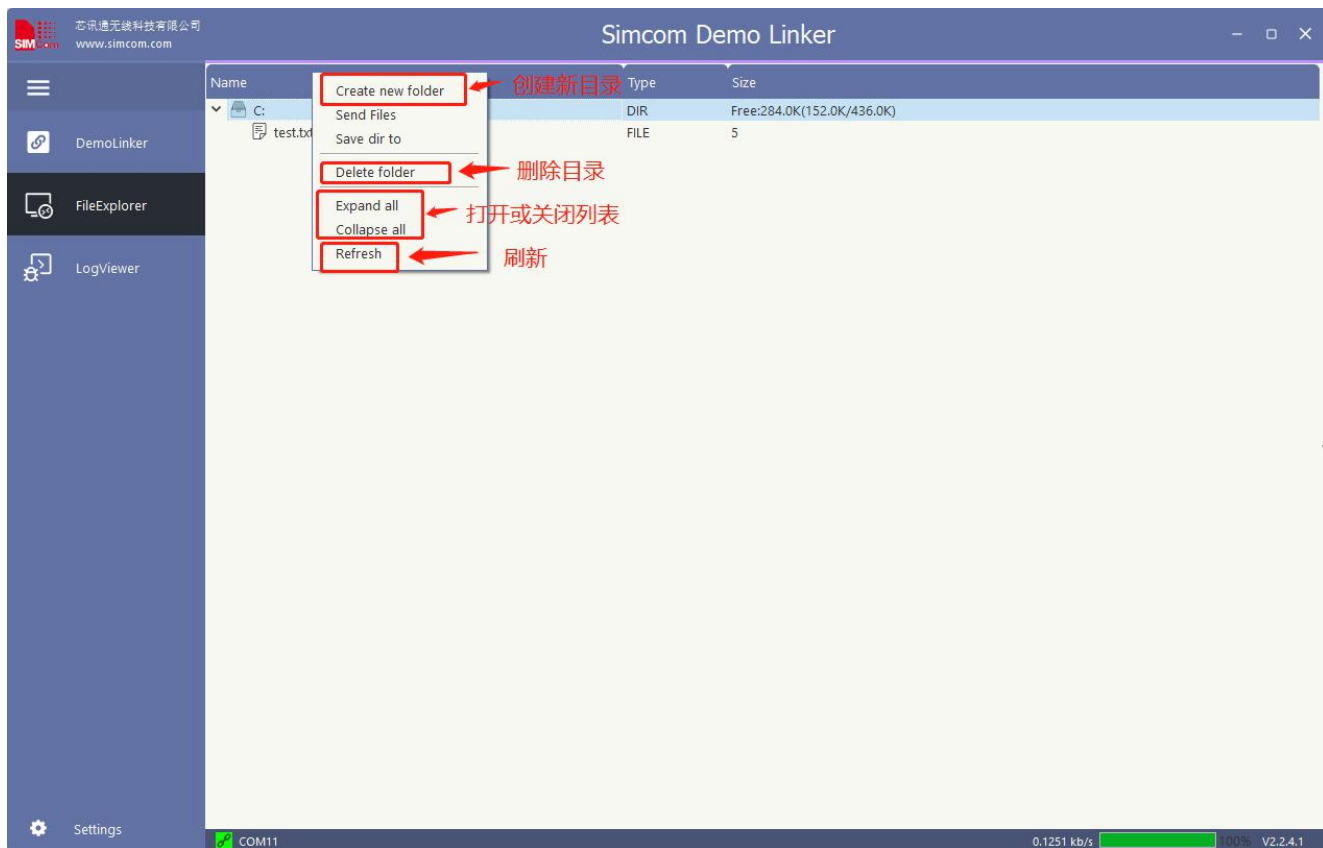 SIMCom
芯讯通无线科技有限公司
www.simcom.com
Simcom Demo Linker
Name Type Size
C: DIR Free:284.0K(152.0K/436.0K)
test.txt FILE 5
Create new folder 创建新目录
Send Files
Save dir to
Delete folder 删除目录
Expand all
Collapse all
打开或关闭列表
Refresh 刷新
DemoLinker
FileExplorer
LogViewer
Settings
COM11 0.1251 kb/s 100% V2.2.4.1